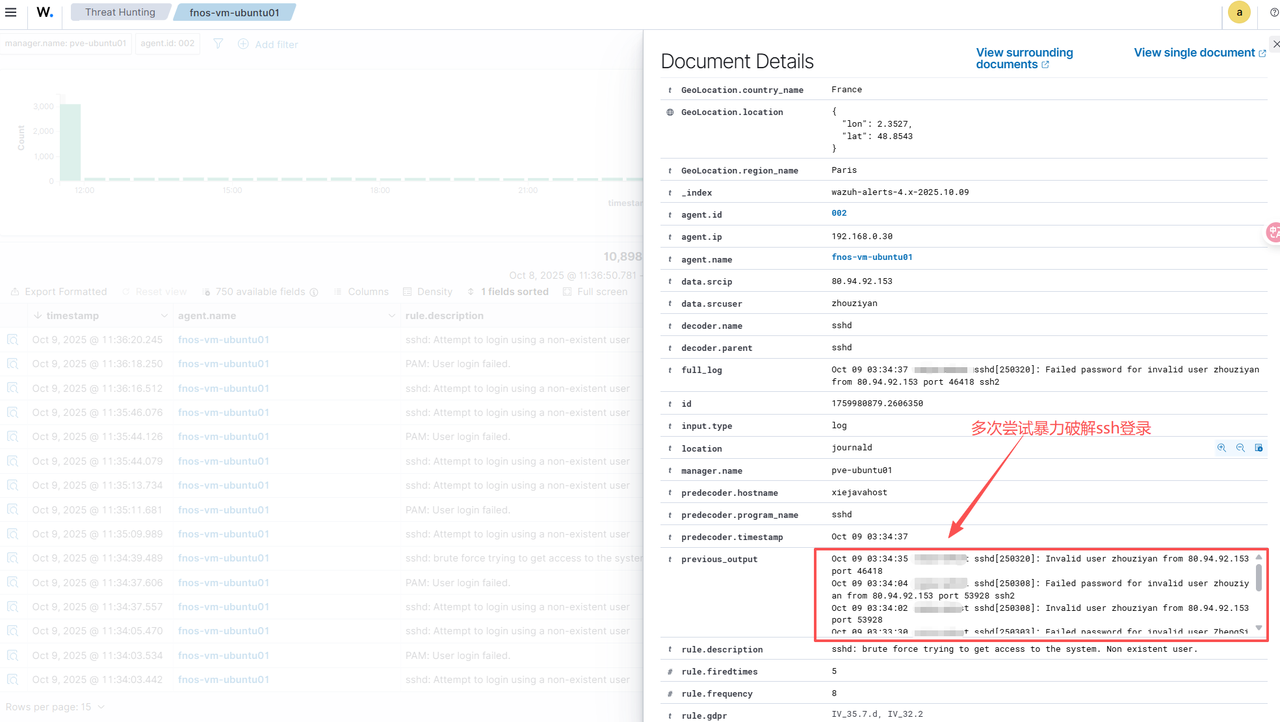 W.
Threat Hunting
fnos-vm-ubuntu01
a
manager.name: pve-ubuntu01
agent.id: 002
Add filter
Count
3,000
2,000
1,000
0
12:00
15:00
18:00
21:00
timestar
10,898
Oct 8, 2025 @ 11:36:50.781 -
Export Formatted
Reset view
750 available fields
Columns
Density
1 fields sorted
Full screen
timestamp agent.name rule.description
Oct 9, 2025 @ 11:36:20.245 fnos-vm-ubuntu01 sshd: Attempt to login using a non-existent user
Oct 9, 2025 @ 11:36:18.250 fnos-vm-ubuntu01 PAM: User login failed.
Oct 9, 2025 @ 11:36:16.512 fnos-vm-ubuntu01 sshd: Attempt to login using a non-existent user
Oct 9, 2025 @ 11:35:46.076 fnos-vm-ubuntu01 sshd: Attempt to login using a non-existent user
Oct 9, 2025 @ 11:35:44.126 fnos-vm-ubuntu01 PAM: User login failed.
Oct 9, 2025 @ 11:35:44.079 fnos-vm-ubuntu01 sshd: Attempt to login using a non-existent user
Oct 9, 2025 @ 11:35:13.734 fnos-vm-ubuntu01 sshd: Attempt to login using a non-existent user
Oct 9, 2025 @ 11:35:11.681 fnos-vm-ubuntu01 PAM: User login failed.
Oct 9, 2025 @ 11:35:09.989 fnos-vm-ubuntu01 sshd: Attempt to login using a non-existent user
Oct 9, 2025 @ 11:34:39.489 fnos-vm-ubuntu01 sshd: brute force trying to get access to the syste
Oct 9, 2025 @ 11:34:37.606 fnos-vm-ubuntu01 PAM: User login failed.
Oct 9, 2025 @ 11:34:37.557 fnos-vm-ubuntu01 sshd: Attempt to login using a non-existent user
Oct 9, 2025 @ 11:34:05.470 fnos-vm-ubuntu01 sshd: Attempt to login using a non-existent user
Oct 9, 2025 @ 11:34:03.534 fnos-vm-ubuntu01 PAM: User login failed.
Oct 9, 2025 @ 11:34:03.442 fnos-vm-ubuntu01 sshd: Attempt to login using a non-existent user
Rows per page: 15
Document Details
View surrounding
documents
View single document
t GeoLocation.country_name France
GeoLocation.location {
"lon": 2.3527,
"lat": 48.8543
}
t GeoLocation.region_name Paris
t _index wazuh-alerts-4.x-2025.10.09
t agent.id 002
t agent.ip 192.168.0.30
t agent.name fnos-vm-ubuntu01
t data.srcip 80.94.92.153
t data.srcuser zhouziyan
t decoder.name sshd
t decoder.parent sshd
t full_log Oct 09 03:34:37 sshd[250320]: Failed password for invalid user zhouziyan
from 80.94.92.153 port 46418 ssh2
t id 1759980879.2606350
t input.type log
多次尝试暴力破解ssh登录
t location journald
t manager.name pve-ubuntu01
t predecoder.hostname xiejavahost
t predecoder.program_name sshd
t predecoder.timestamp Oct 09 03:34:37
t previous_output Oct 09 03:34:35 : sshd[250320]: Invalid user zhouziyan from 80.94.92.153
port 46418
Oct 09 03:34:04 sshd[250308]: Failed password for invalid user zhouziy
an from 80.94.92.153 port 53928 ssh2
Oct 09 03:34:02 t sshd[250308]: Invalid user zhouziyan from 80.94.92.153
port 53928
Oct 09 03:33:30 t sshd[250303]: Failed password for invalid user ZhengSi
t rule.description sshd: brute force trying to get access to the system. Non existent user.
# rule.firedtimes 5
# rule.frequency 8
t rule.gdpr IV_35.7.d, IV_32.2